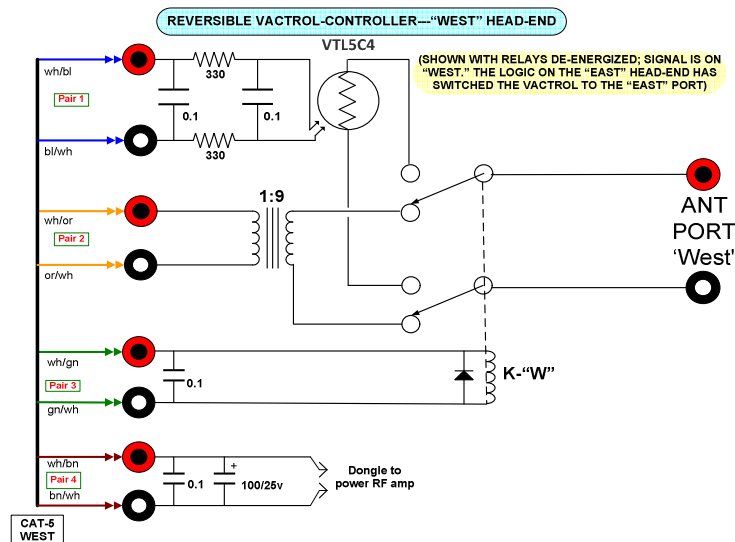 REVERSIBLE VACTROL-CONTROLLER---“WEST” HEAD-END
VTL5C4
(SHOWN WITH RELAYS DE-ENERGIZED; SIGNAL IS ON
“WEST.” THE LOGIC ON THE “EAST” HEAD-END HAS
SWITCHED THE VACTROL TO THE “EAST” PORT)
wh/bl
330
Pair 1
0.1
0.1
bl/wh
330
1:9
wh/or
Pair 2
or/wh
ANT
PORT
‘West'
wh/gn
Pair 3
0.1
gn/wh
K-“W”
wh/bn
Pair 4
0.1
+
100/25v
bn/wh
Dongle to
power RF amp
CAT-5
WEST